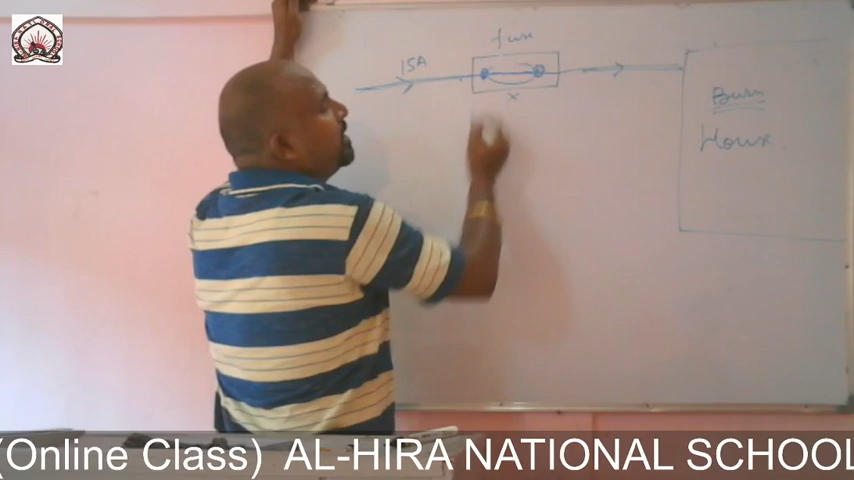 fuse
15A
x
Burn
House
(Online Class) AL-HIRA NATIONAL SCHOOL